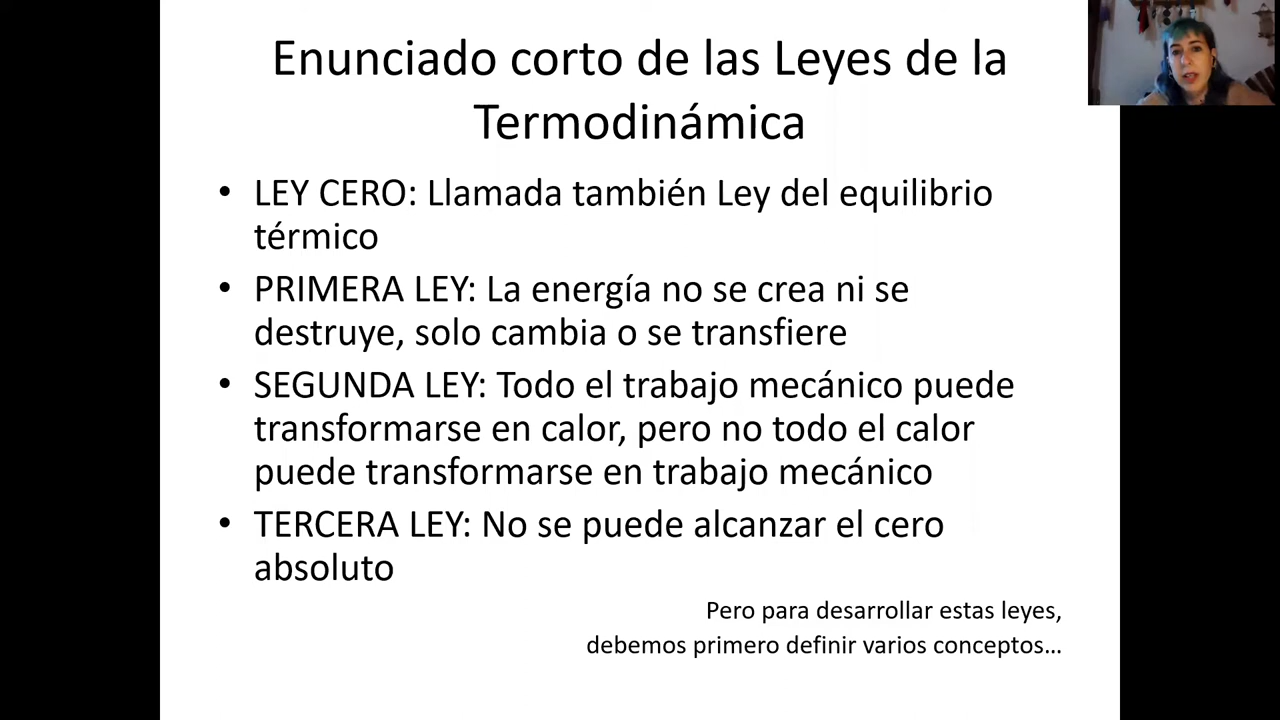 Enunciado corto de las Leyes de la
Termodinámica
• LEY CERO: Llamada también Ley del equilibrio
térmico
• PRIMERA LEY: La energía no se crea ni se
destruye, solo cambia o se transfiere
• SEGUNDA LEY: Todo el trabajo mecánico puede
transformarse en calor, pero no todo el calor
puede transformarse en trabajo mecánico
• TERCERA LEY: No se puede alcanzar el cero
absoluto
Pero para desarrollar estas leyes,
debemos primero definir varios conceptos…